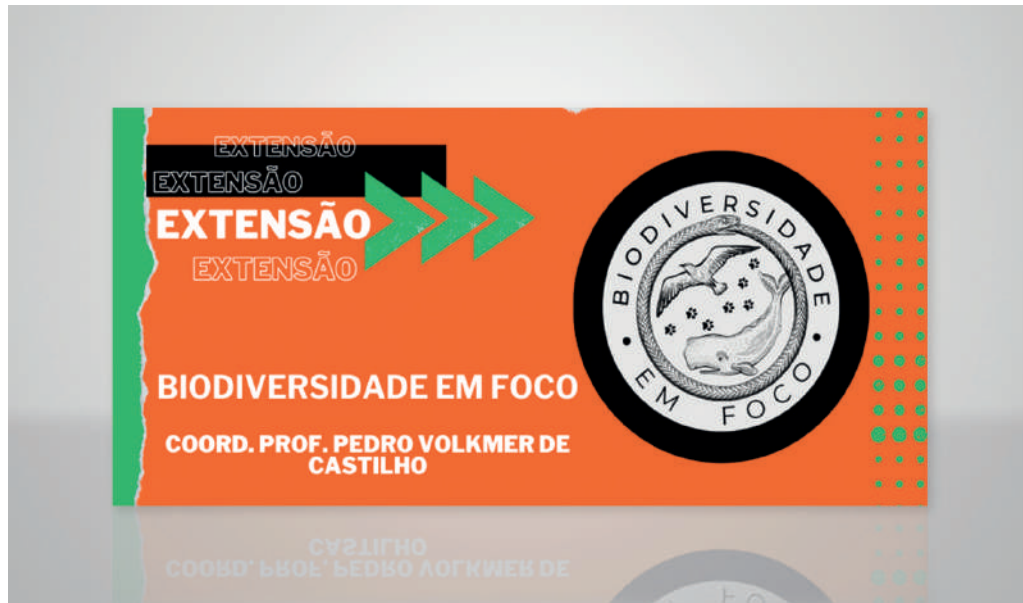 EXTENSÃO
EXTENSÃO
EXTENSÃO
EXTENSÃO
BIODIVERSIDADE EM FOCO
COORD. PROF. PEDRO VOLKMER DE
CASTILHO
BIODIVERSIDADE
• EM FOCO •